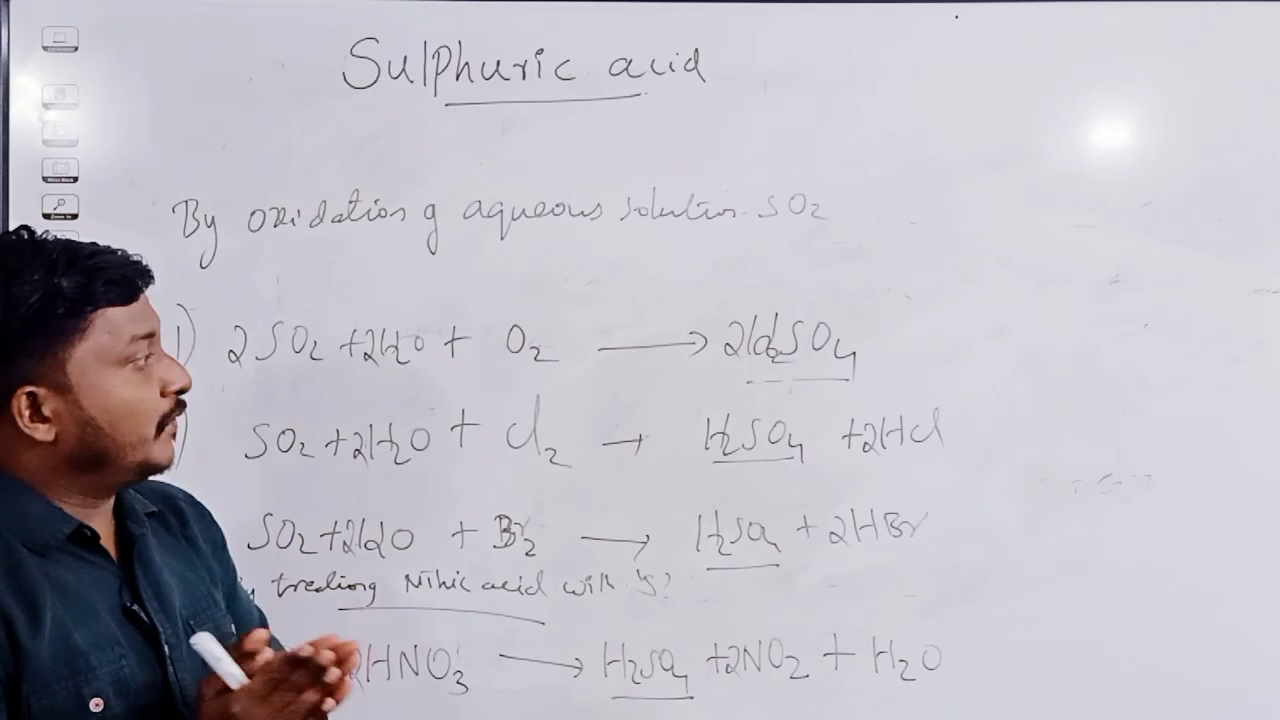 Sulphuric acid
By oxidation of aqueous solution SO2
1) 2SO2 + 2H2O + O2 → 2H2SO4
) SO2 + 2H2O + Cl2 → H2SO4 + 2HCl
SO2 + 2H2O + Br2 → H2SO4 + 2HBr
treating Nitric acid with
2HNO3 → H2SO4 + 2NO2 + H2O